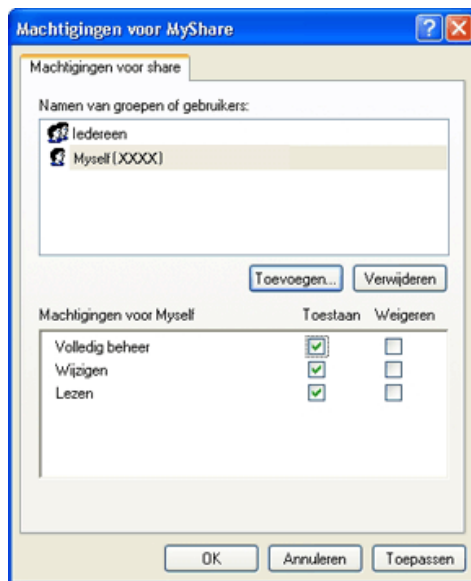 Machtigingen voor MyShare
Machtigingen voor share
Namen van groepen of gebruikers:
Iedereen
Myself (XXXX)
Toevoegen... Verwijderen
Machtigingen voor Myself Toestaan Weigeren
Volledig beheer
Wijzigen
Lezen
OK Annuleren Toepassen